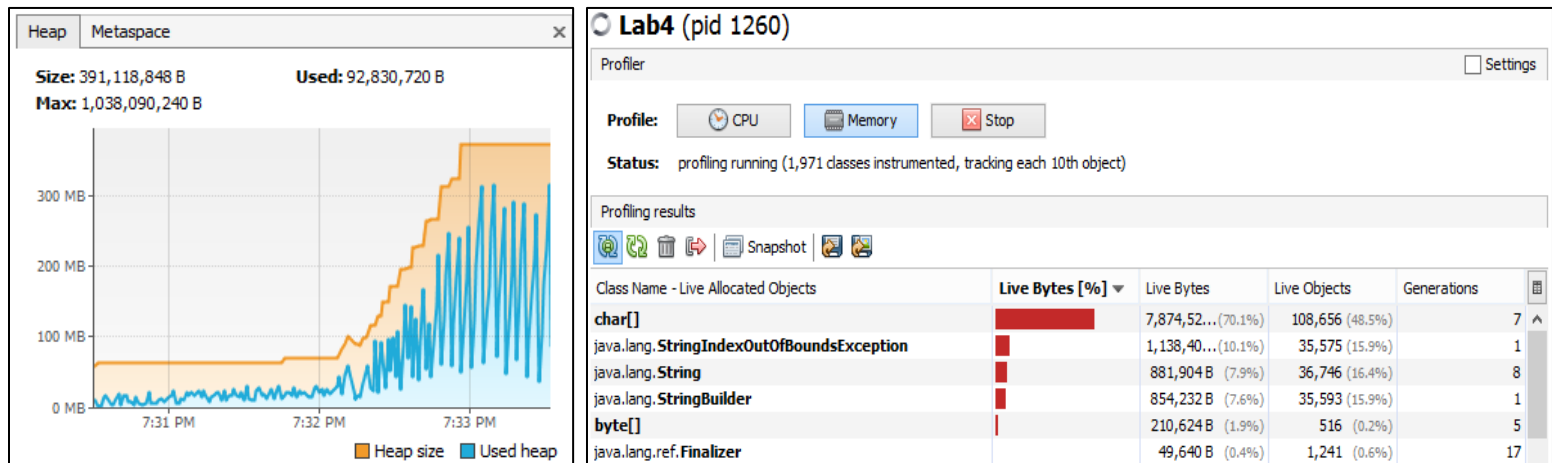 Heap Metaspace ×
Size: 391,118,848 B Used: 92,830,720 B
Max: 1,038,090,240 B
300 MB
200 MB
100 MB
0 MB
7:31 PM 7:32 PM 7:33 PM
Heap size Used heap
Lab4 (pid 1260)
Profiler Settings
Profile: CPU Memory Stop
Status: profiling running (1,971 classes instrumented, tracking each 10th object)
Profiling results
Snapshot
Class Name - Live Allocated Objects Live Bytes [%] Live Bytes Live Objects Generations
char[] 7,874,52... (70.1%) 108,656 (48.5%) 7
java.lang.StringIndexOutOfBoundsException 1,138,40... (10.1%) 35,575 (15.9%) 1
java.lang.String 881,904 B (7.9%) 36,746 (16.4%) 8
java.lang.StringBuilder 854,232 B (7.6%) 35,593 (15.9%) 1
byte[] 210,624 B (1.9%) 516 (0.2%) 5
java.lang.ref.Finalizer 49,640 B (0.4%) 1,241 (0.6%) 17